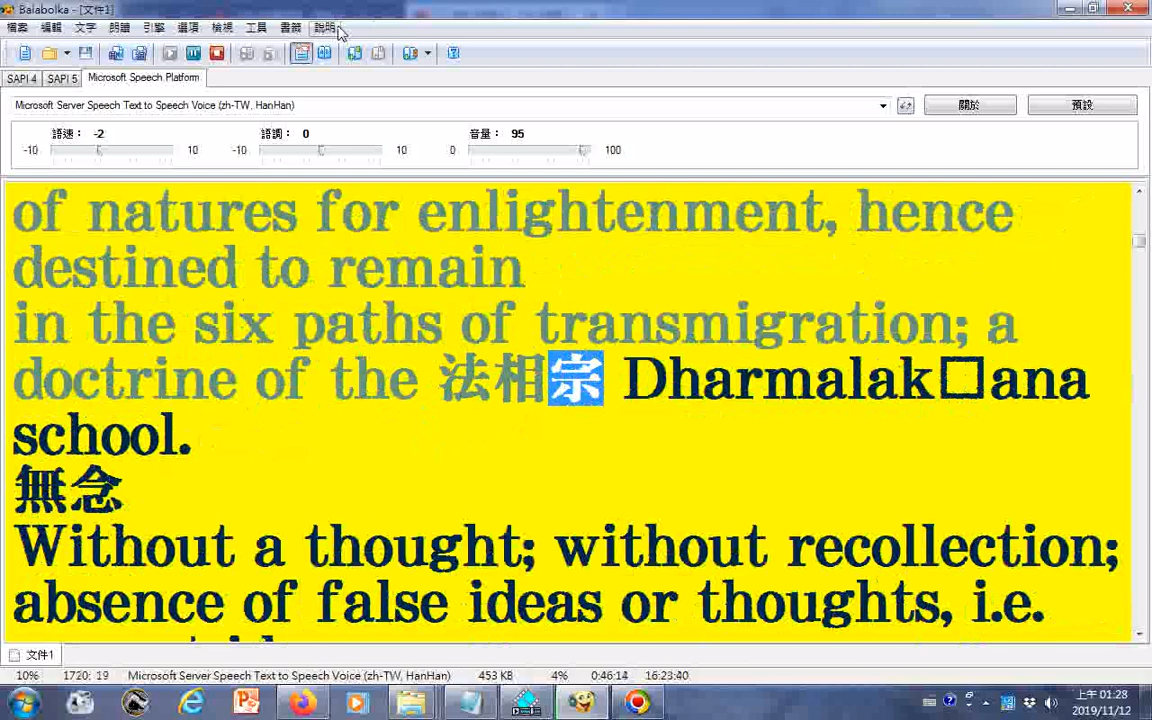 Balabolka - [文件1]
檔案 編輯 文字 朗讀 引擎 選項 檢視 工具 書籤 說明
SAPI 4 SAPI 5 Microsoft Speech Platform
Microsoft Server Speech Text to Speech Voice (zh-TW, HanHan) 關於 預設
語速： -2 語調： 0 音量： 95
-10 10 -10 10 0 100
of natures for enlightenment, hence
destined to remain
in the six paths of transmigration; a
doctrine of the 法相宗 Dharmalak□ana
school.
無念
Without a thought; without recollection;
absence of false ideas or thoughts, i.e.
文件1
10% 1720: 19 Microsoft Server Speech Text to Speech Voice (zh-TW, HanHan) 453 KB 4% 0:46:14 16:23:40
上午 01:28
2019/11/12